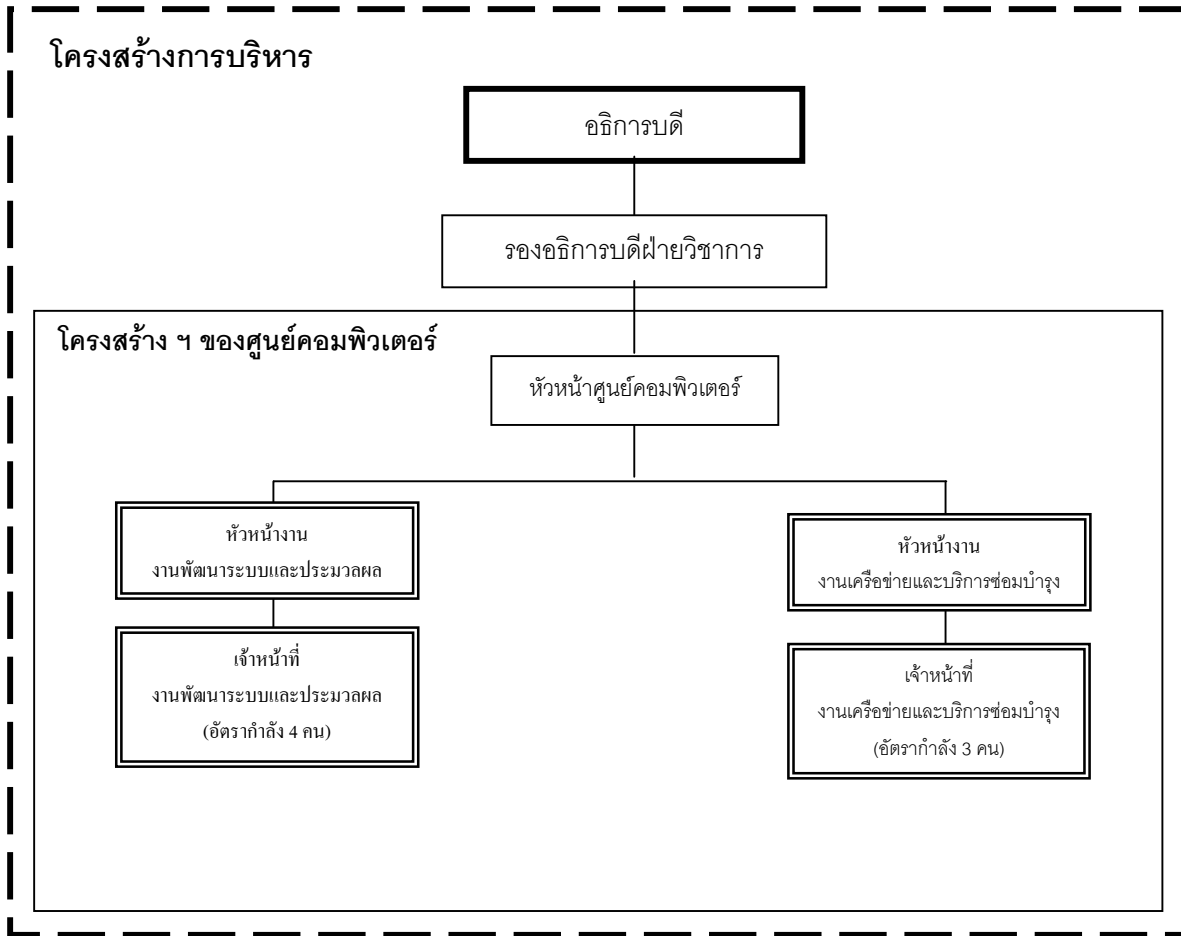 โครงสร้างการบริหาร
อธิการบดี
รองอธิการบดีฝ่ายวิชาการ
โครงสร้าง ฯ ของศูนย์คอมพิวเตอร์
หัวหน้าศูนย์คอมพิวเตอร์
หัวหน้างาน
งานพัฒนาระบบและประมวลผล
เจ้าหน้าที่
งานพัฒนาระบบและประมวลผล
(อัตรากำลัง 4 คน)
หัวหน้างาน
งานเครือข่ายและบริการซ่อมบำรุง
เจ้าหน้าที่
งานเครือข่ายและบริการซ่อมบำรุง
(อัตรากำลัง 3 คน)